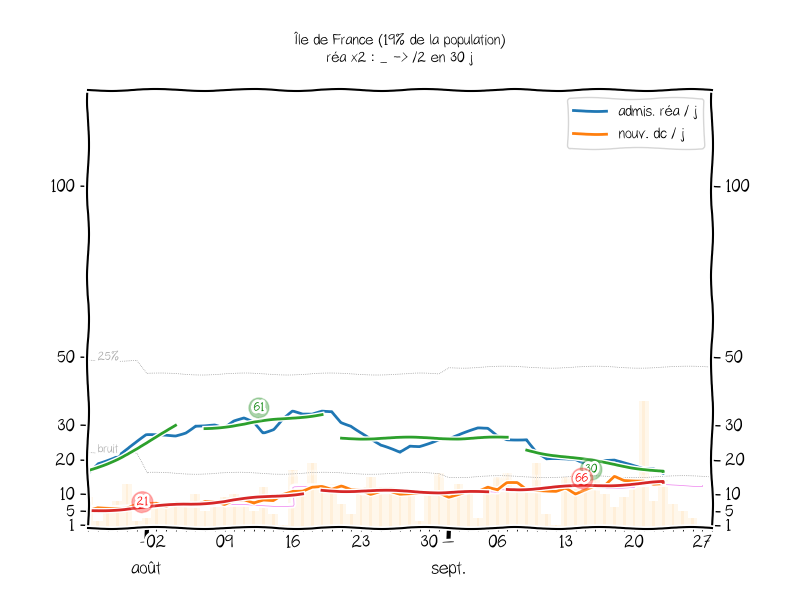 Île de France (19% de la population)
réa x2 : _ -> /2 en 30 j
admis. réa / j
nouv. dc / j
100 100
50 25% 50
61
30 30
bruit
20 30 20
66
10 21 10
5 5
1 1
02 09 16 23 30 06 13 20 27
août sept.